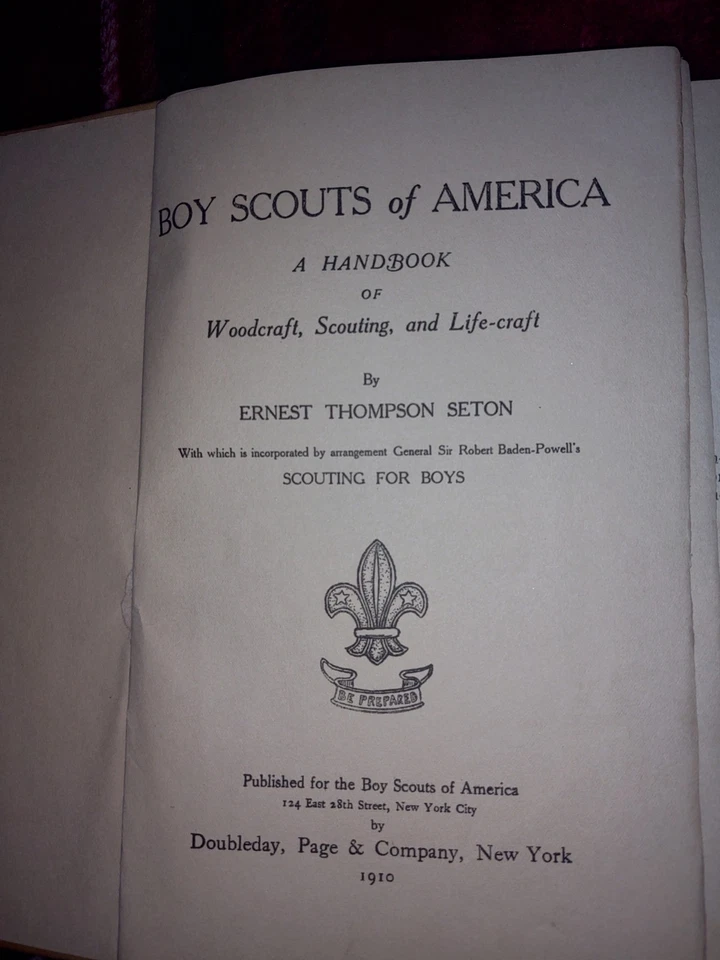 BOY SCOUTS of AMERICA
A HANDBOOK
OF
Woodcraft, Scouting, and Life-craft
By
ERNEST THOMPSON SETON
With which is incorporated by arrangement General Sir Robert Baden-Powell's
SCOUTING FOR BOYS
BE PREPARED
Published for the Boy Scouts of America
124 East 28th Street, New York City
by
Doubleday, Page & Company, New York
1910